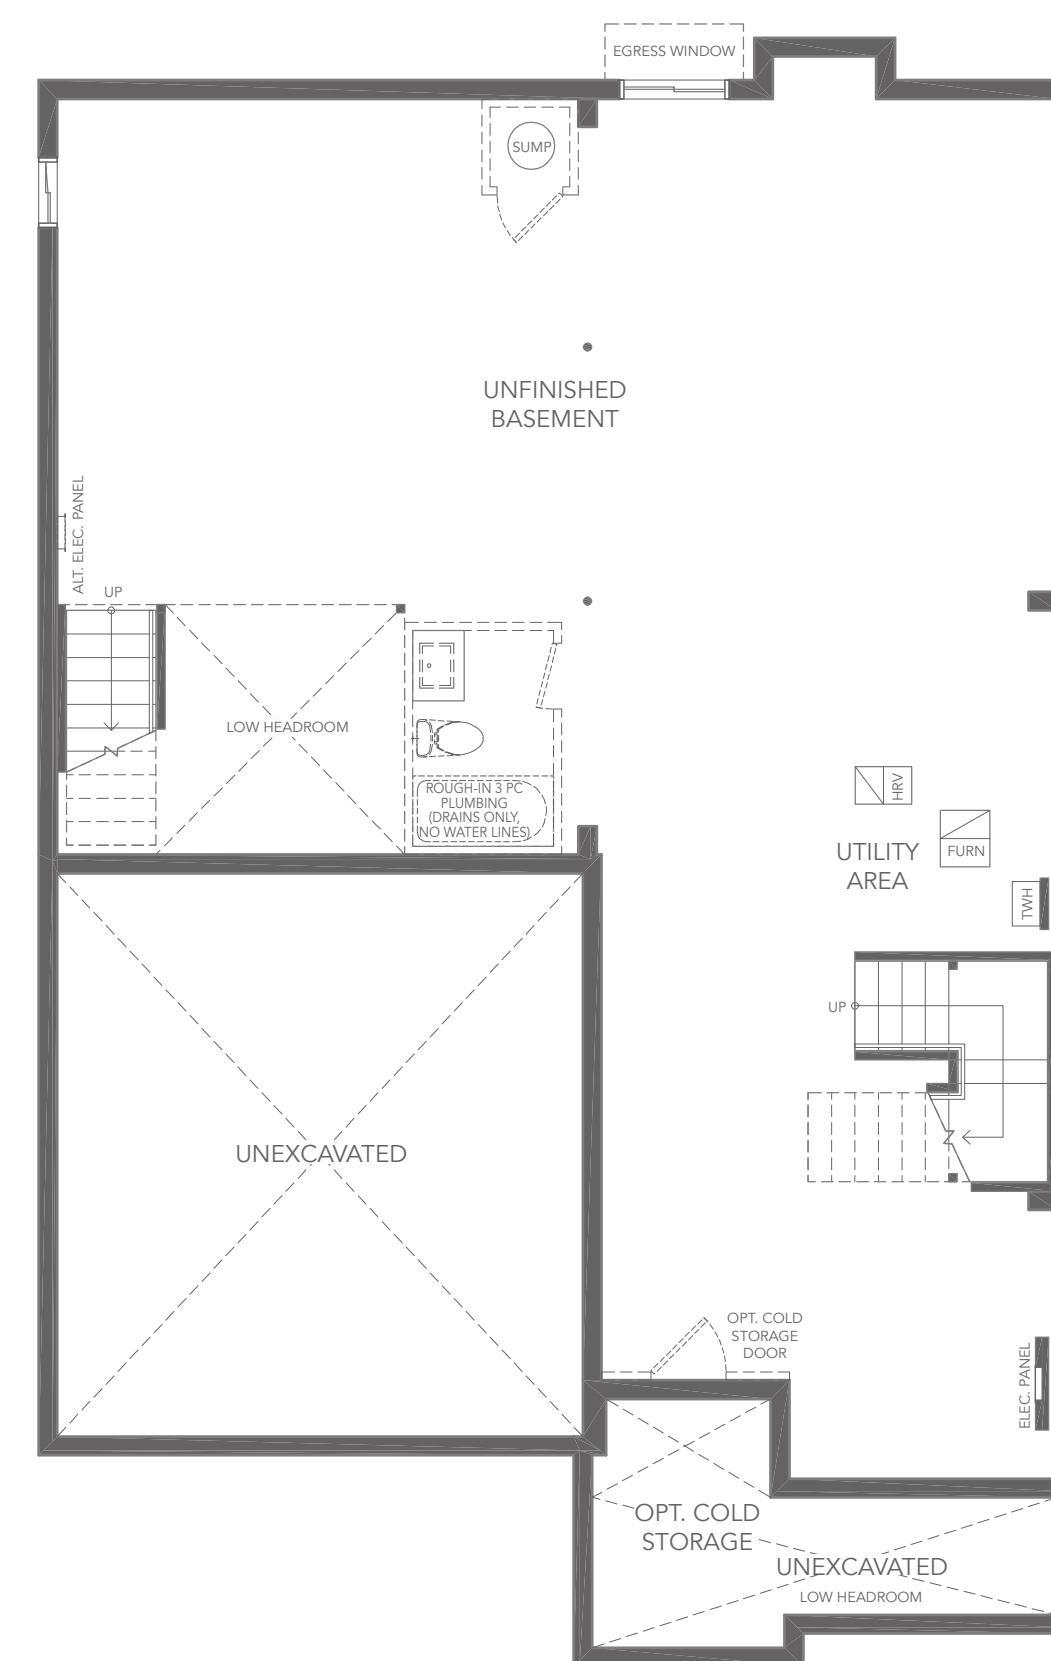 EGRESS WINDOW
SUMP
UNFINISHED
BASEMENT
ALT. ELEC. PANEL
UP
LOW HEADROOM
ROUGH-IN 3 PC
PLUMBING
(DRAINS ONLY,
NO WATER LINES)
HRV
UTILITY
AREA
FURN
TWH
UP
UNEXCAVATED
OPT. COLD
STORAGE
DOOR
ELEC. PANEL
OPT. COLD
STORAGE
UNEXCAVATED
LOW HEADROOM